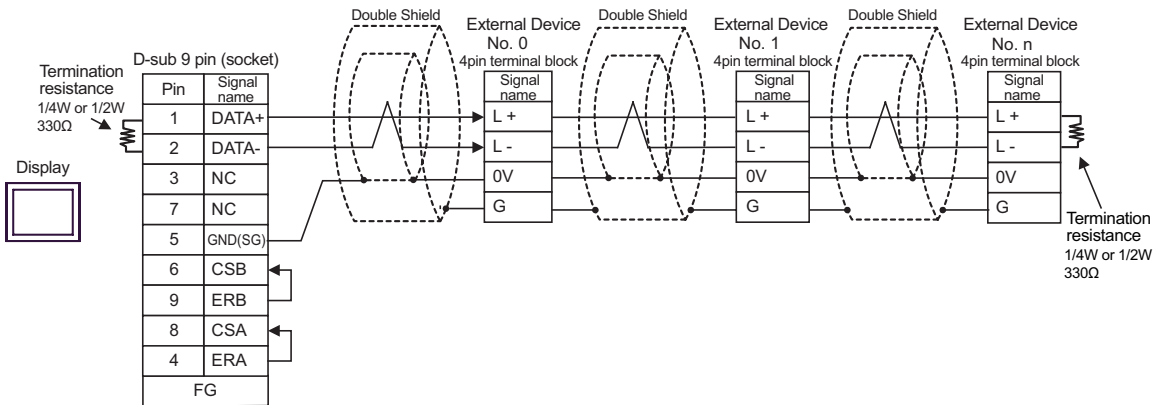 Double Shield
Double Shield
Double Shield
External Device
No. 0
4pin terminal block
External Device
No. 1
4pin terminal block
External Device
No. n
4pin terminal block
D-sub 9 pin (socket)
Termination
resistance
1/4W or 1/2W
330Ω
Display
Pin Signal name
1 DATA+
2 DATA-
3 NC
7 NC
5 GND(SG)
6 CSB
9 ERB
8 CSA
4 ERA
FG
Signal
name
L +
L -
0V
G
Signal
name
L +
L -
0V
G
Signal
name
L +
L -
0V
G
Termination
resistance
1/4W or 1/2W
330Ω